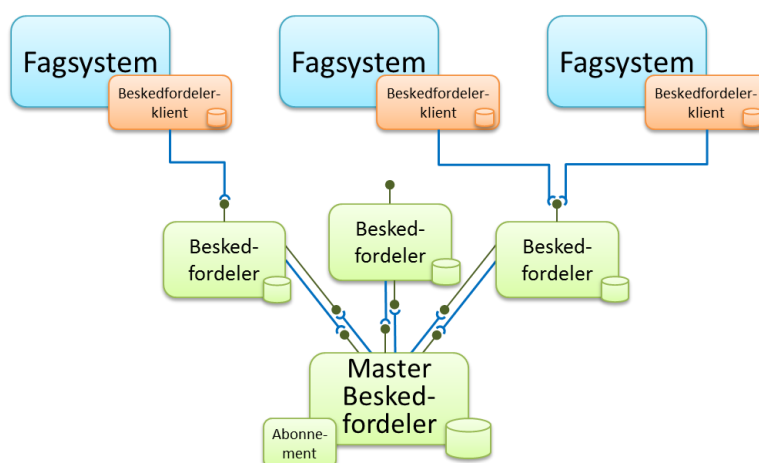 Fagsystem
Fagsystem
Fagsystem
Beskedfordeler-
klient
Beskedfordeler-
klient
Beskedfordeler-
klient
Besked-
fordeler
Besked-
fordeler
Besked-
fordeler
Master
Besked-
fordeler
Abonne-
ment